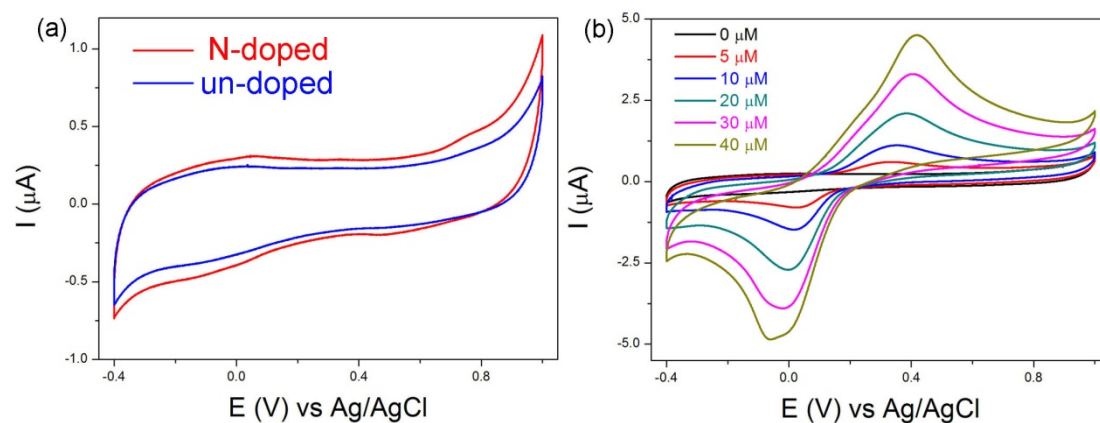 (a)
N-doped
un-doped
1.0
0.5
0.0
-0.5
-1.0
I (μA)
-0.4 0.0 0.4 0.8
E (V) vs Ag/AgCl
(b)
0 μM
5 μM
10 μM
20 μM
30 μM
40 μM
5.0
2.5
0.0
-2.5
-5.0
I (μA)
-0.4 0.0 0.4 0.8
E (V) vs Ag/AgCl